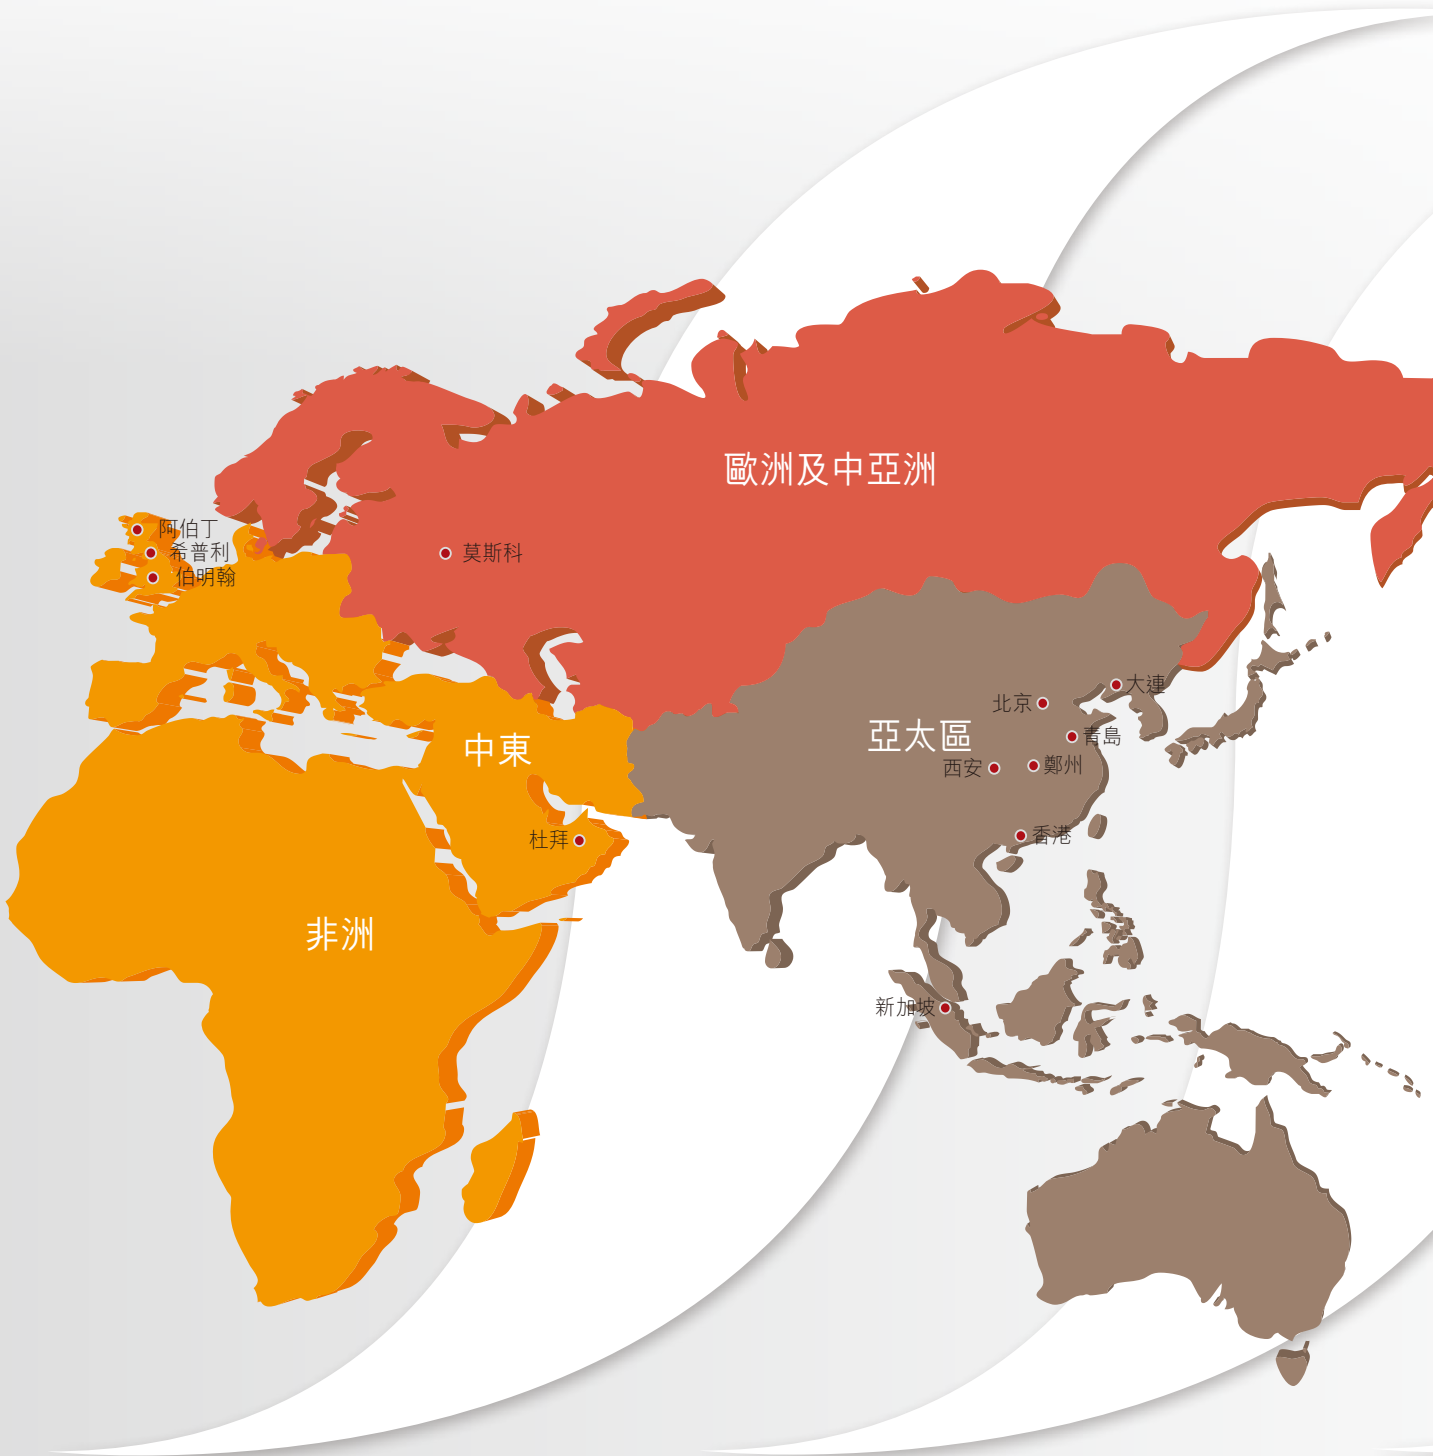 歐洲及中亞洲
阿伯丁
希普利
伯明翰
莫斯科
大連
北京
青島
亞太區
中東
西安
鄭州
香港
杜拜
非洲
新加坡